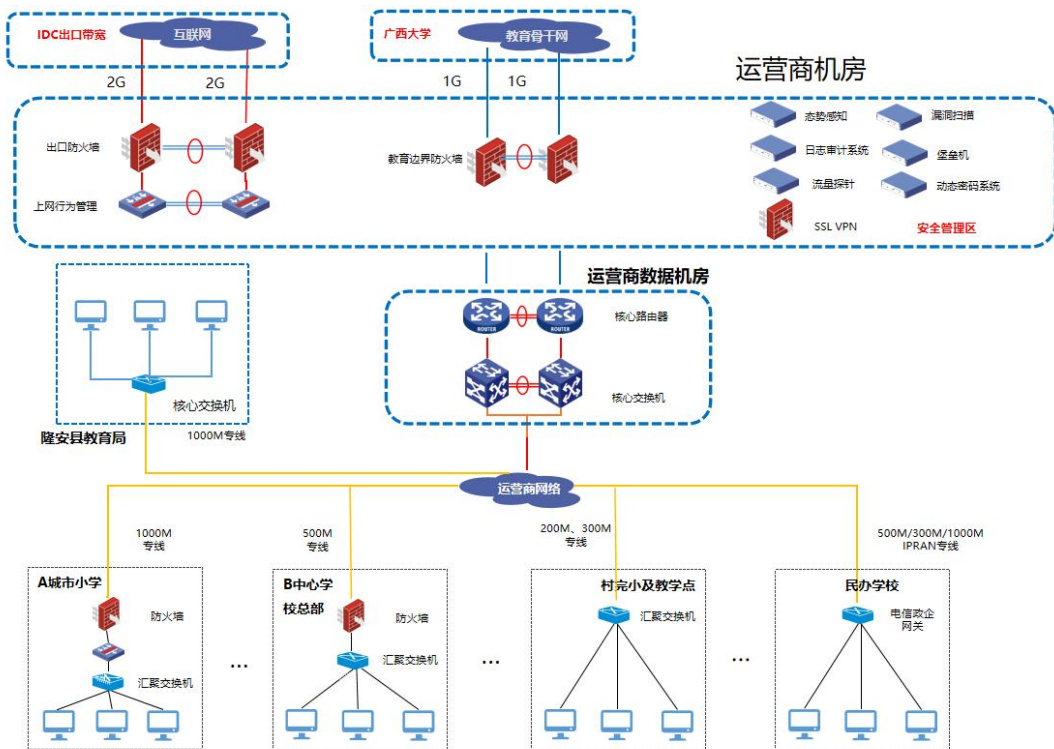 IDC出口带宽
互联网
广西大学
教育骨干网
2G
2G
1G
1G
运营商机房
态势感知
漏洞扫描
出口防火墙
教育边界防火墙
日志审计系统
堡垒机
上网行为管理
流量探针
动态密码系统
SSL VPN
安全管理区
运营商数据机房
ROUTER
ROUTER
核心路由器
核心交换机
核心交换机
隆安县教育局
1000M专线
运营商网络
1000M
专线
500M
专线
200M、300M
专线
500M/300M/1000M
IPRAN专线
A城市小学
防火墙
汇聚交换机
...
B中心学
校总部
防火墙
汇聚交换机
...
村完小及教学点
汇聚交换机
...
民办学校
电信政企
网关